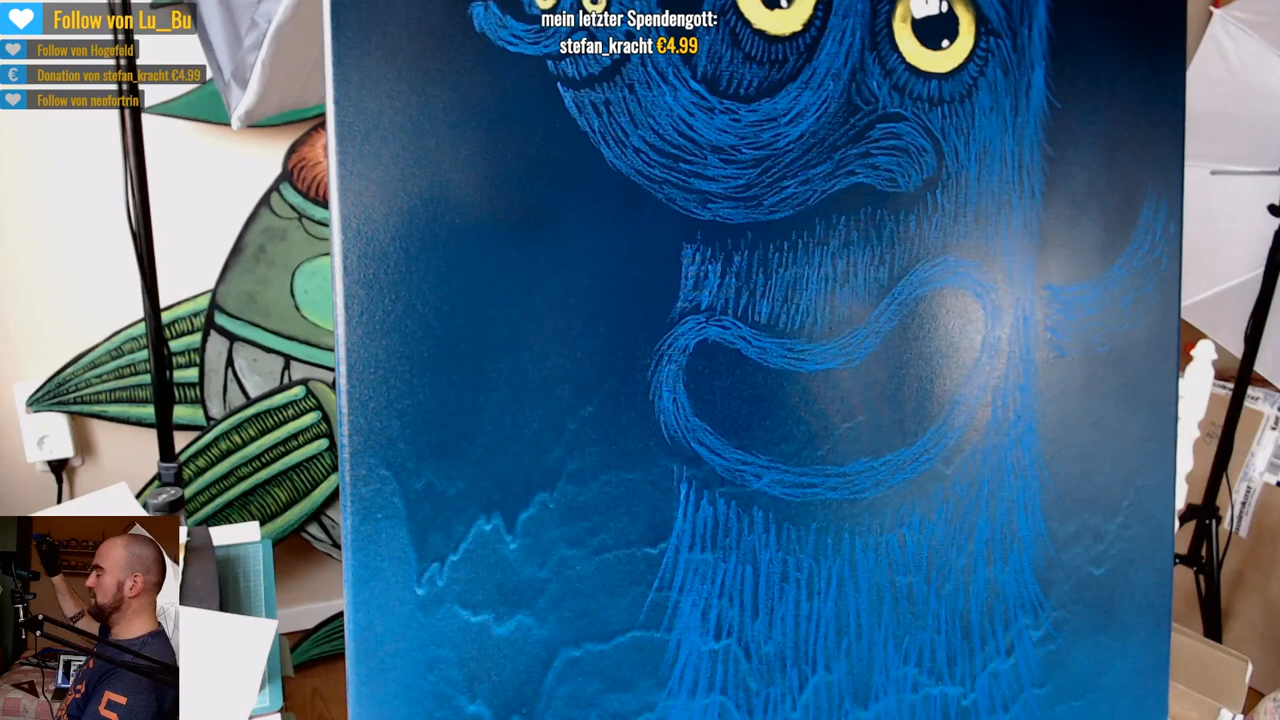 Follow von Lu__Bu
Follow von Hogefeld
€ Donation von stefan_kracht €4.99
Follow von neofortrin
mein letzter Spendengott:
stefan_kracht €4.99
5